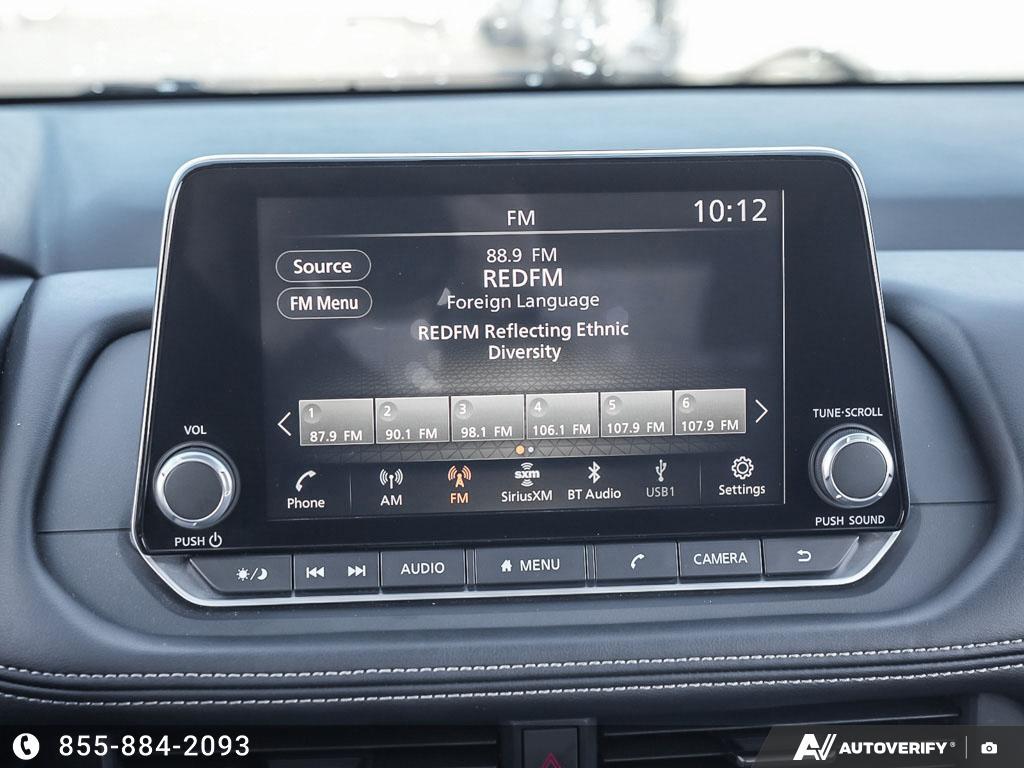 FM
10:12
Source
FM Menu
88.9 FM
REDFM
Foreign Language
REDFM Reflecting Ethnic
Diversity
1
87.9 FM
2
90.1 FM
3
98.1 FM
4
106.1 FM
5
107.9 FM
6
107.9 FM
VOL
TUNE·SCROLL
Phone
AM
FM
sxm
SiriusXM
BT Audio
USB1
Settings
PUSH
PUSH SOUND
AUDIO
MENU
CAMERA
855-884-2093
AV AUTOVERIFY®